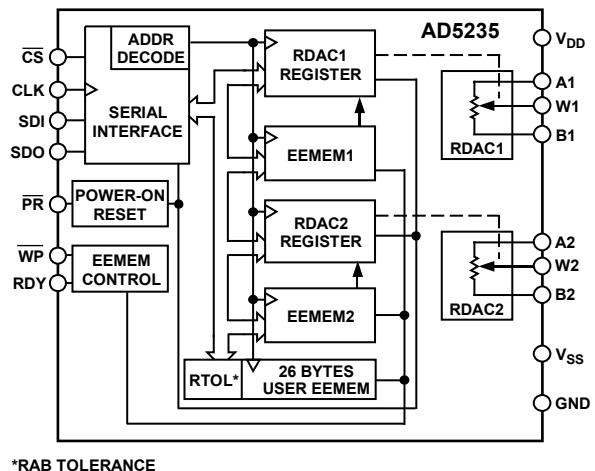 AD5235
CS
CLK
SDI
SDO
PR
WP
RDY
ADDR
DECODE
SERIAL
INTERFACE
POWER-ON
RESET
EEMEM
CONTROL
RDAC1
REGISTER
EEMEM1
RDAC2
REGISTER
EEMEM2
RTOL*
26 BYTES
USER EEMEM
RDAC1
RDAC2
VDD
A1
W1
B1
A2
W2
B2
VSS
GND
*RAB TOLERANCE